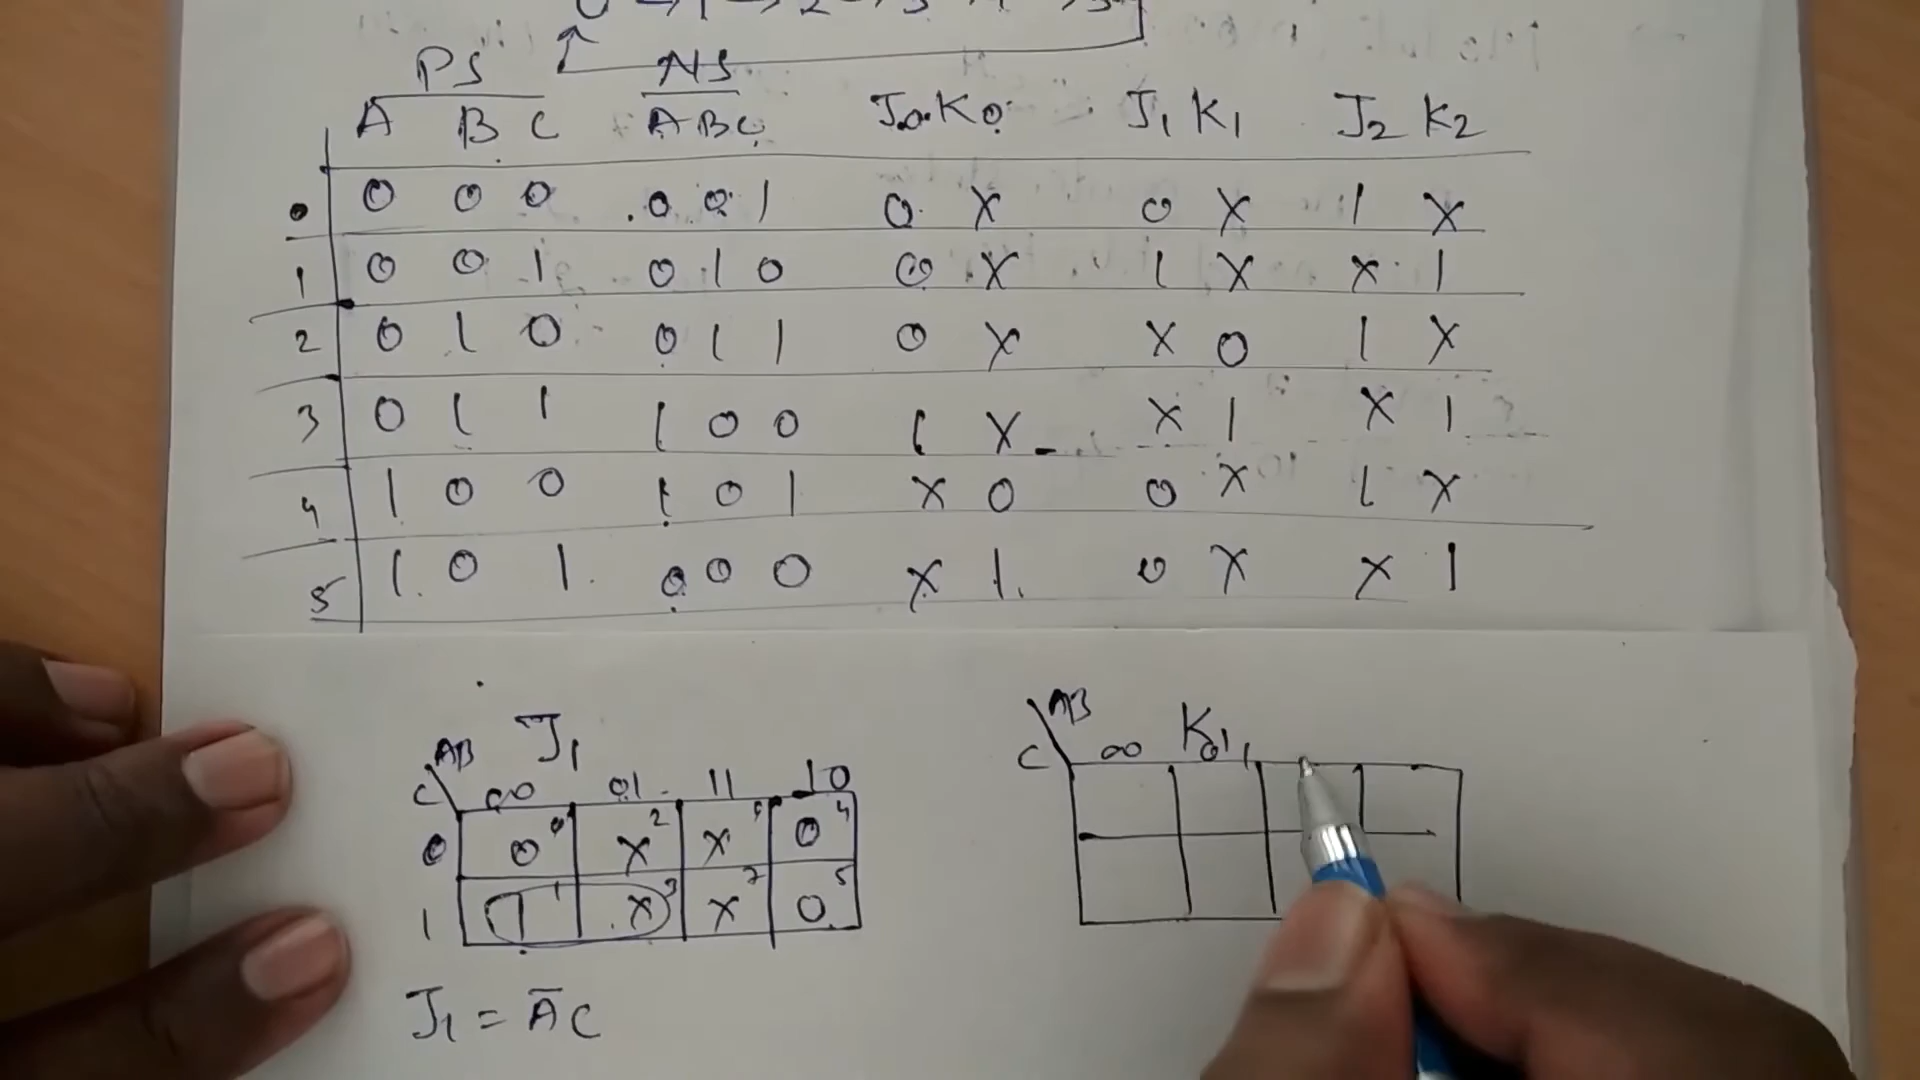 0 → 1 → 2 → 3 → 4 → 5
PS NS
A B C A B C J0 K0 J1 K1 J2 K2
0 0 0 0 0 0 1 0 X 0 X 1 X
1 0 0 1 0 1 0 0 X 1 X X 1
2 0 1 0 0 1 1 0 X X 0 1 X
3 0 1 1 1 0 0 1 X X 1 X 1
4 1 0 0 1 0 1 X 0 0 X 1 X
5 1 0 1 0 0 0 X 1 0 X X 1
J1
AB
C 00 01 11 10
0 0 0 X 2 X 6 0 4
1 1 1 X 3 X 7 0 5
J1 = A̅C
K1
AB
C 00 01 1